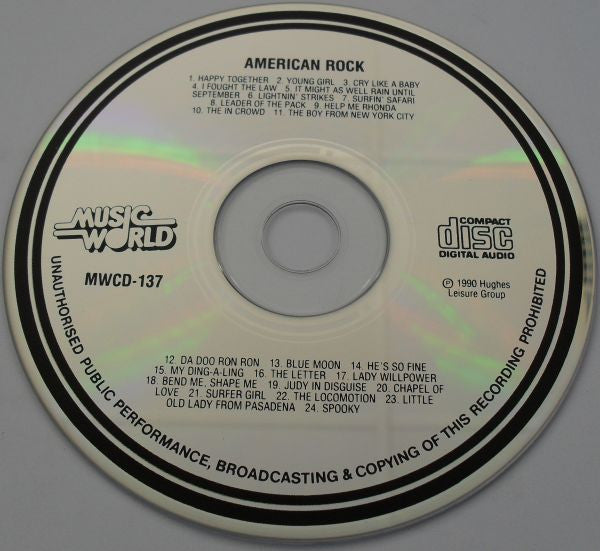 AMERICAN ROCK
1. HAPPY TOGETHER 2. YOUNG GIRL 3. CRY LIKE A BABY
4. I FOUGHT THE LAW 5. IT MIGHT AS WELL RAIN UNTIL
SEPTEMBER 6. LIGHTNIN' STRIKES 7. SURFIN' SAFARI
8. LEADER OF THE PACK 9. HELP ME RHONDA
10. THE IN CROWD 11. THE BOY FROM NEW YORK CITY
MUSIC
WORLD
MWCD-137
COMPACT
disc
DIGITAL AUDIO
℗ 1990 Hughes
Leisure Group
12. DA DOO RON RON 13. BLUE MOON 14. HE'S SO FINE
15. MY DING-A-LING 16. THE LETTER 17. LADY WILLPOWER
18. BEND ME, SHAPE ME 19. JUDY IN DISGUISE 20. CHAPEL OF
LOVE 21. SURFER GIRL 22. THE LOCOMOTION 23. LITTLE
OLD LADY FROM PASADENA 24. SPOOKY
UNAUTHORISED PUBLIC PERFORMANCE, BROADCASTING & COPYING OF THIS RECORDING PROHIBITED